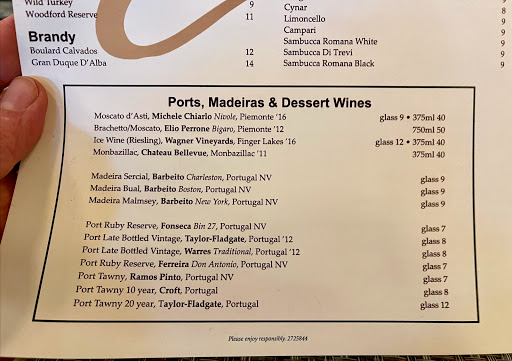 Wild Turkey 9
Woodford Reserve 11
Brandy
Boulard Calvados 12
Gran Duque D'Alba 14
Cynar 8
Limoncello 9
Campari 9
Sambucca Romana White 9
Sambucca Di Trevi 9
Sambucca Romana Black 9
Ports, Madeiras & Dessert Wines
Moscato d'Asti, Michele Chiarlo Nivole, Piemonte '16 glass 9 • 375ml 40
Brachetto/Moscato, Elio Perrone Bigaro, Piemonte '12 750ml 50
Ice Wine (Riesling), Wagner Vineyards, Finger Lakes '16 glass 12 • 375ml 40
Monbazillac, Chateau Bellevue, Monbazillac '11 375ml 40
Madeira Sercial, Barbeito Charleston, Portugal NV glass 9
Madeira Bual, Barbeito Boston, Portugal NV glass 9
Madeira Malmsey, Barbeito New York, Portugal NV glass 9
Port Ruby Reserve, Fonseca Bin 27, Portugal NV glass 7
Port Late Bottled Vintage, Taylor-Fladgate, Portugal '12 glass 8
Port Late Bottled Vintage, Warres Traditional, Portugal '12 glass 8
Port Ruby Reserve, Ferreira Don Antonio, Portugal NV glass 7
Port Tawny, Ramos Pinto, Portugal NV glass 7
Port Tawny 10 year, Croft, Portugal glass 8
Port Tawny 20 year, Taylor-Fladgate, Portugal glass 12
Please enjoy responsibly. 2725844